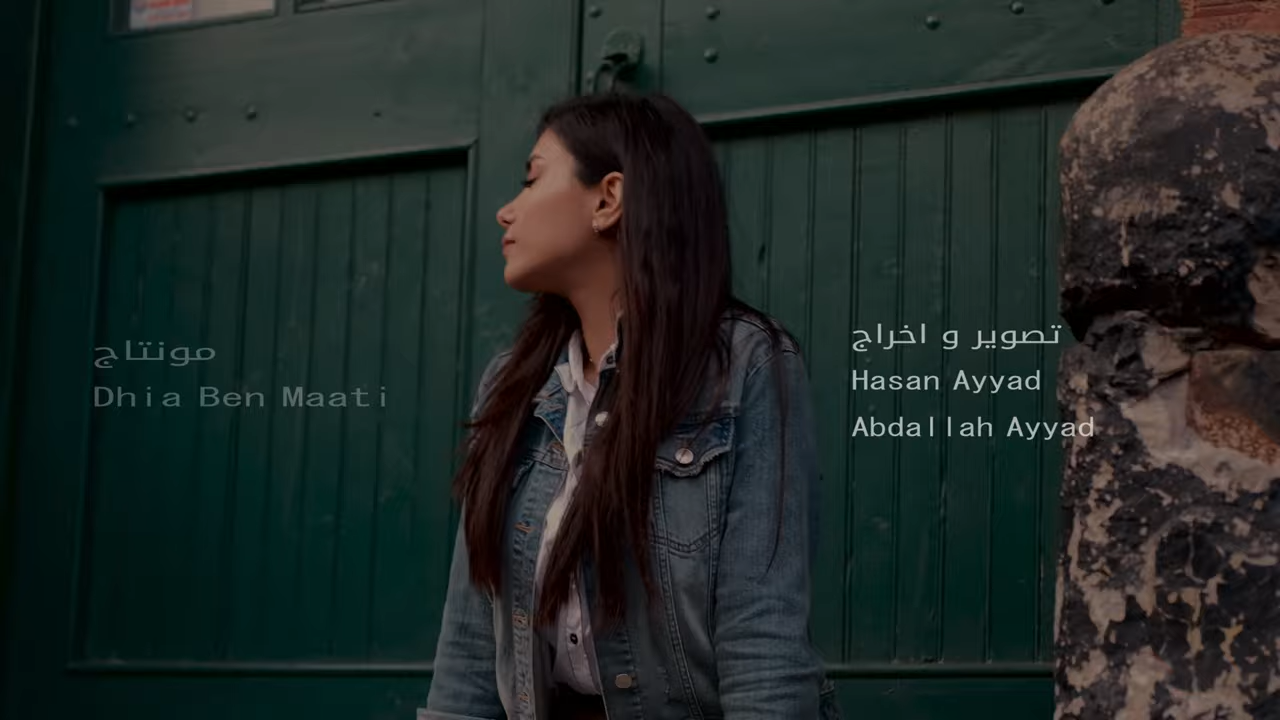 مونتاج
Dhia Ben Maati
تصوير و اخراج
Hasan Ayyad
Abdallah Ayyad